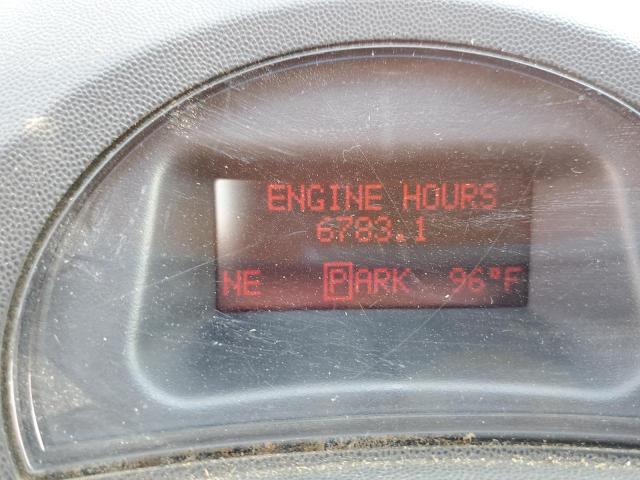 ENGINE HOURS
6783.1
NE PARK 96°F